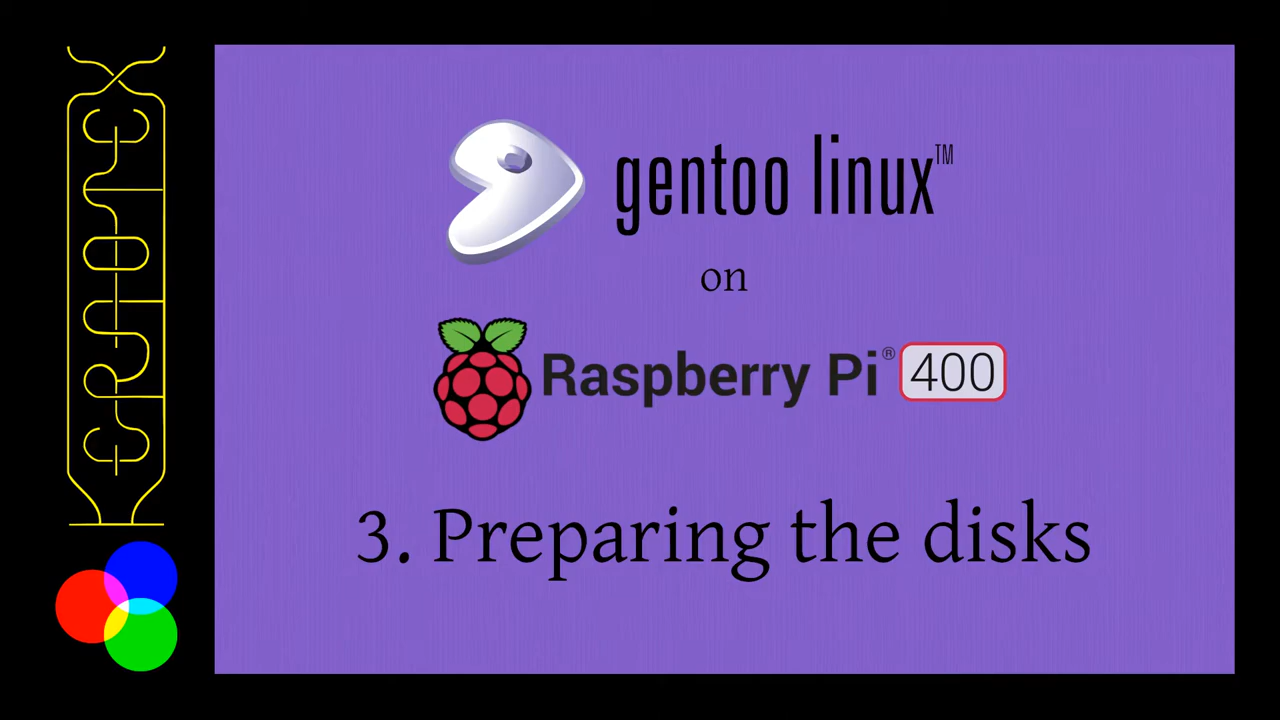 gentoo linux™
on
Raspberry Pi® 400
3. Preparing the disks